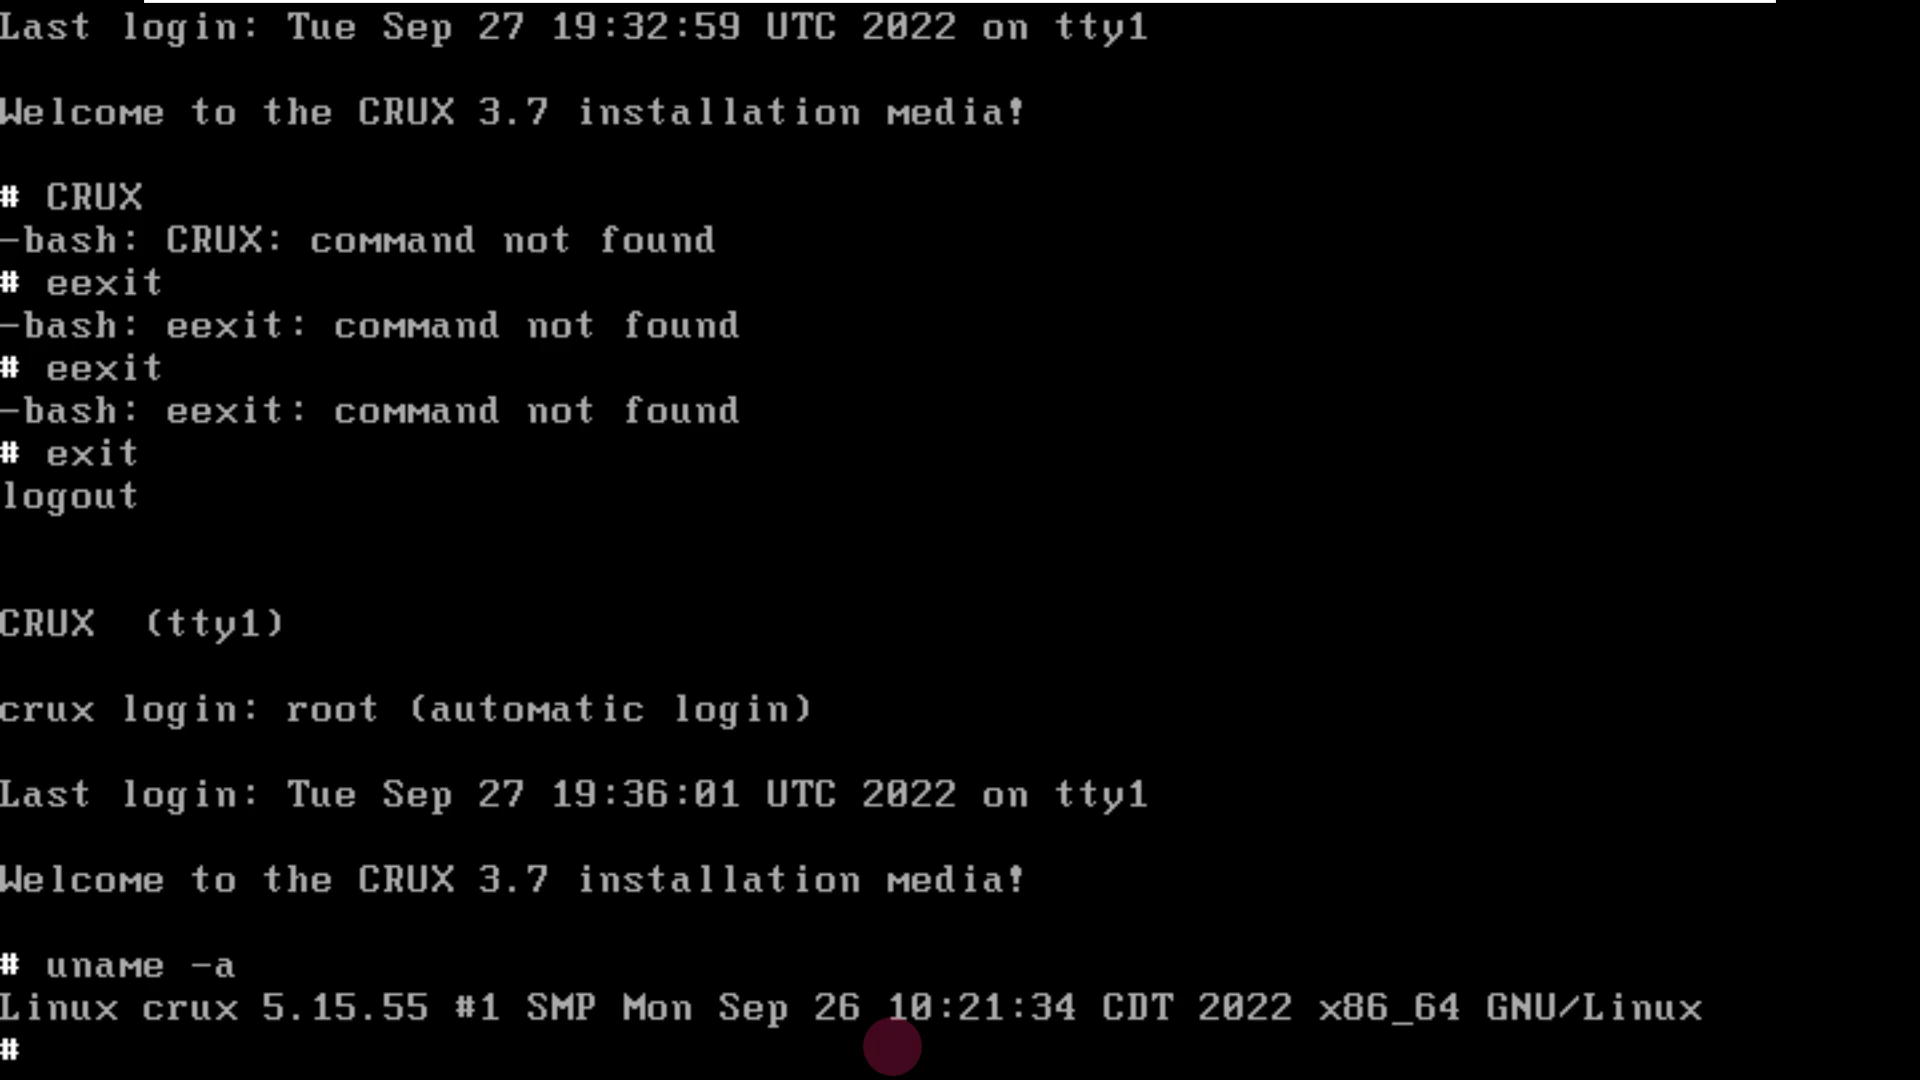 Last login: Tue Sep 27 19:32:59 UTC 2022 on tty1
Welcome to the CRUX 3.7 installation media!
# CRUX
-bash: CRUX: command not found
# eexit
-bash: eexit: command not found
# eexit
-bash: eexit: command not found
# exit
logout
CRUX  (tty1)
crux login: root (automatic login)
Last login: Tue Sep 27 19:36:01 UTC 2022 on tty1
Welcome to the CRUX 3.7 installation media!
# uname -a
Linux crux 5.15.55 #1 SMP Mon Sep 26 10:21:34 CDT 2022 x86_64 GNU/Linux
#